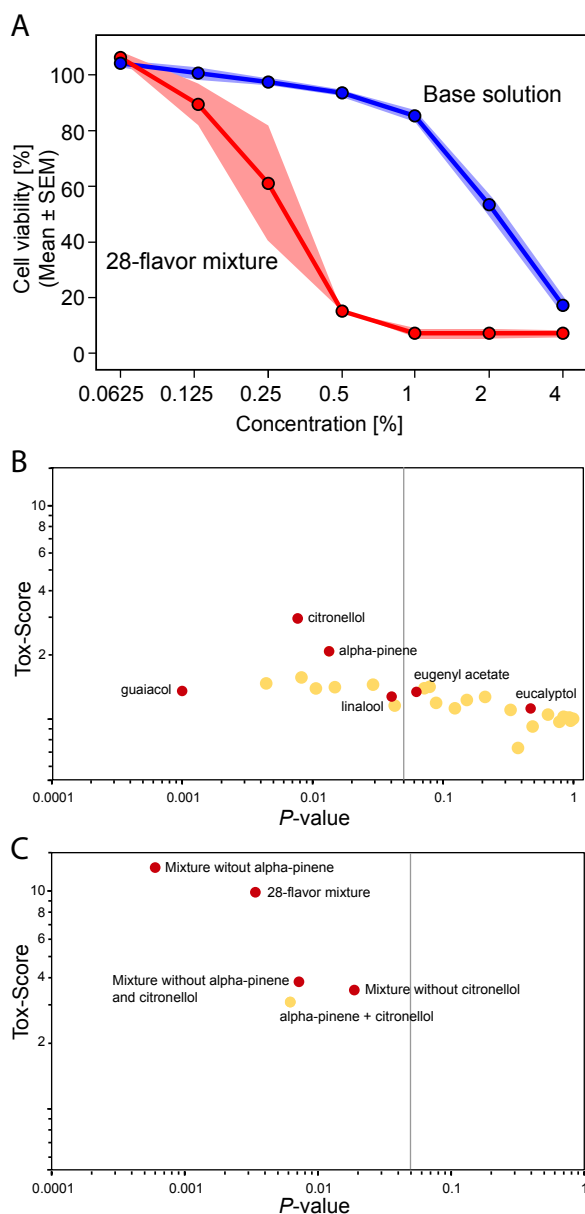 A
Cell viability [%]
(Mean ± SEM)
100
80
60
40
20
0
Base solution
28-flavor mixture
0.0625 0.125 0.25 0.5 1 2 4
Concentration [%]
B
Tox-Score
10
8
6
4
2
citronellol
alpha-pinene
guaiacol
eugenyl acetate
linalool
eucalyptol
0.0001 0.001 0.01 0.1 1
P-value
C
Tox-Score
10
8
6
4
2
Mixture witout alpha-pinene
28-flavor mixture
Mixture without alpha-pinene
and citronellol
Mixture without citronellol
alpha-pinene + citronellol
0.0001 0.001 0.01 0.1 1
P-value